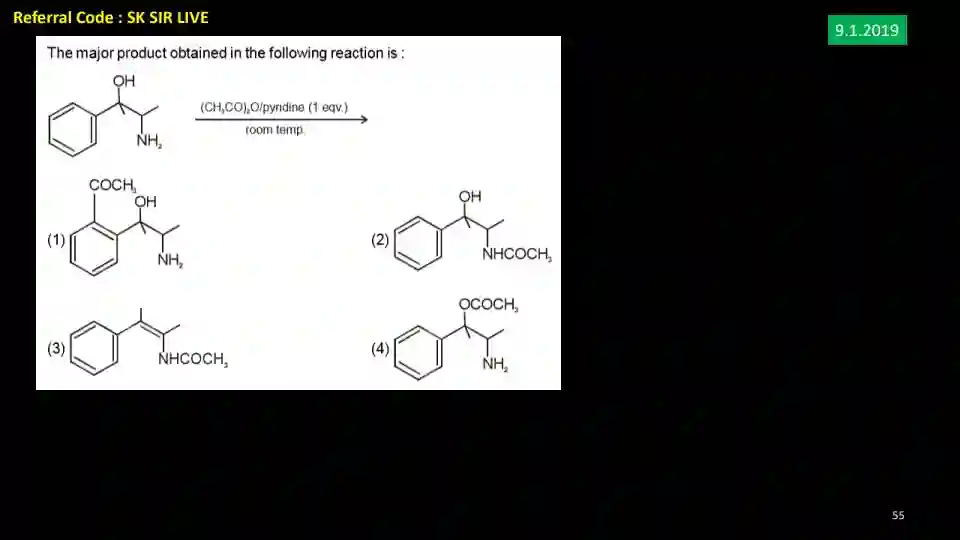 Referral Code : SK SIR LIVE
9.1.2019
The major product obtained in the following reaction is :
OH
(CH₃CO)₂O/pyridine (1 eqv.)
room temp.
NH₂
COCH₃
OH
(1)
NH₂
OH
(2)
NHCOCH₃
(3)
NHCOCH₃
OCOCH₃
(4)
NH₂
55